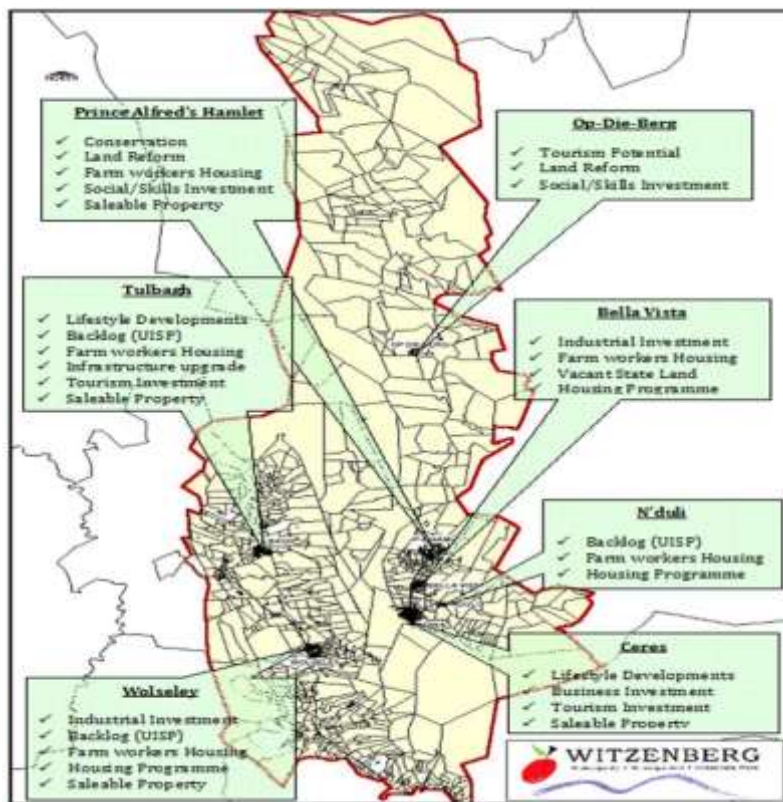 Prince Alfred's Hamlet
✓ Conservation
✓ Land Reform
✓ Farm workers Housing
✓ Social/Skills Investment
✓ Saleable Property
Op-Die-Berg
✓ Tourism Potential
✓ Land Reform
✓ Social/Skills Investment
Tulbagh
✓ Lifestyle Developments
✓ Backlog (UISP)
✓ Farm workers Housing
✓ Infrastructure upgrade
✓ Tourism Investment
✓ Saleable Property
Bella Vista
✓ Industrial Investment
✓ Farm workers Housing
✓ Vacant State Land
✓ Housing Programme
N'duli
✓ Backlog (UISP)
✓ Farm workers Housing
✓ Housing Programme
Ceres
✓ Lifestyle Developments
✓ Business Investment
✓ Tourism Investment
✓ Saleable Property
Wolseley
✓ Industrial Investment
✓ Backlog (UISP)
✓ Farm workers Housing
✓ Housing Programme
✓ Saleable Property
WITZENBERG